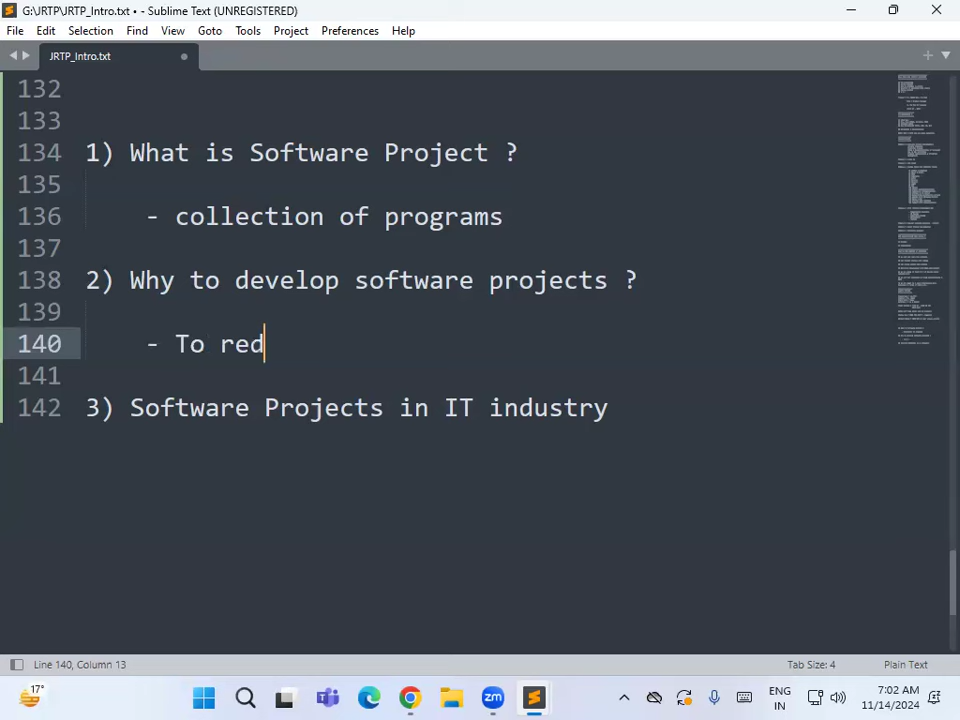 G:\JRTP\JRTP_Intro.txt • - Sublime Text (UNREGISTERED)
File Edit Selection Find View Goto Tools Project Preferences Help
JRTP_Intro.txt
132
133
134 1) What is Software Project ?
135
136 - collection of programs
137
138 2) Why to develop software projects ?
139
140 - To red
141
142 3) Software Projects in IT industry
Line 140, Column 13 Tab Size: 4 Plain Text
17° ENG IN 7:02 AM 11/14/2024